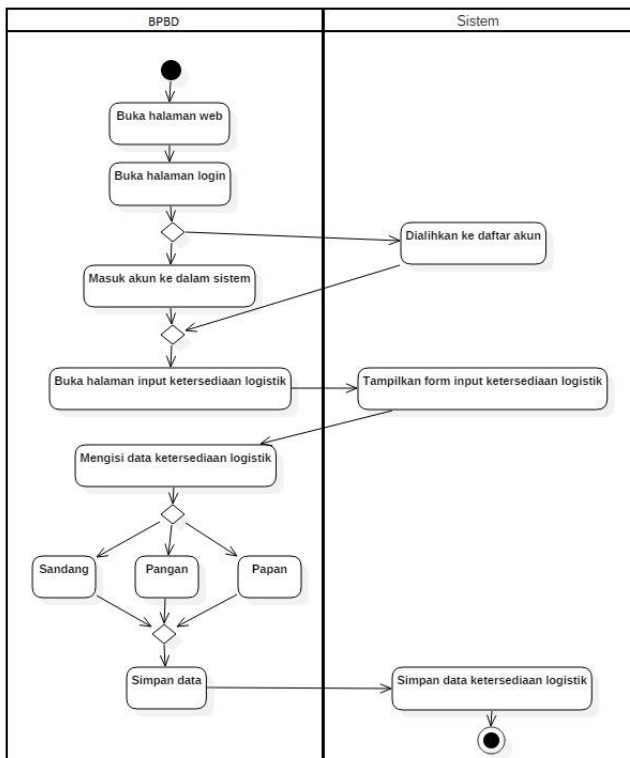 BPBD
Sistem
Buka halaman web
Buka halaman login
Dialihkan ke daftar akun
Masuk akun ke dalam sistem
Buka halaman input ketersediaan logistik
Tampilkan form input ketersediaan logistik
Mengisi data ketersediaan logistik
Sandang
Pangan
Papan
Simpan data
Simpan data ketersediaan logistik